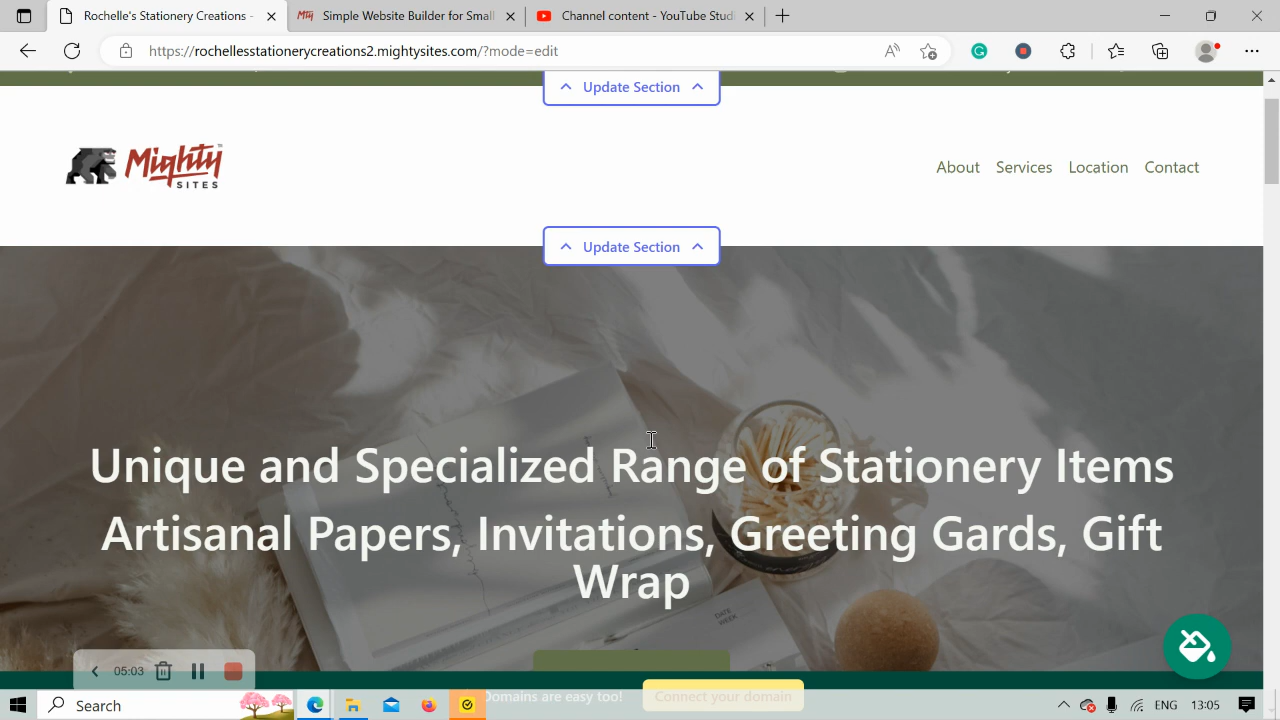 Rochelle's Stationery Creations -
Simple Website Builder for Small
Channel content - YouTube Studi
https://rochellesstationerycreations2.mightysites.com/?mode=edit
Update Section
Mighty
SITES
About Services Location Contact
Update Section
Unique and Specialized Range of Stationery Items
Artisanal Papers, Invitations, Greeting Gards, Gift
Wrap
DATE
WEEK
05:03
Domains are easy too! Connect your domain
Search
ENG 13:05